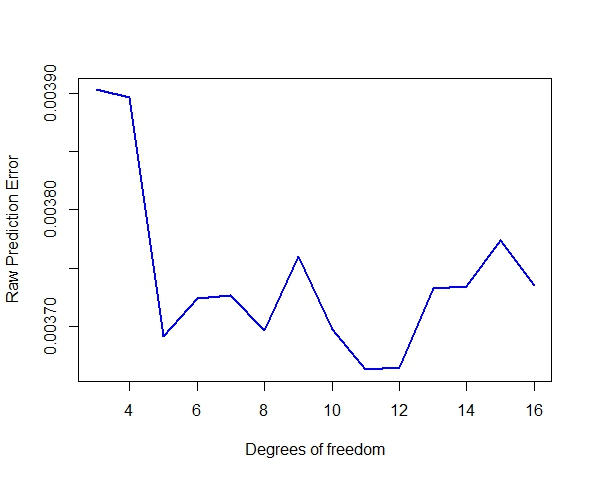 Raw Prediction Error
0.00390
0.00380
0.00370
4 6 8 10 12 14 16
Degrees of freedom